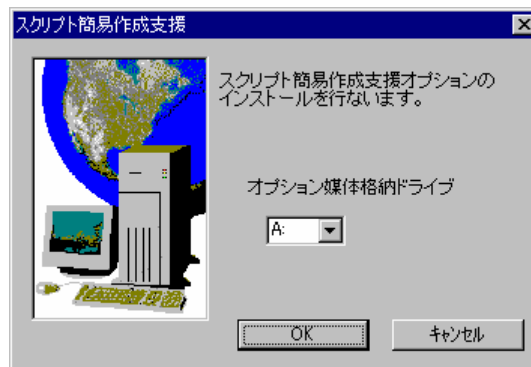 スクリプト簡易作成支援
スクリプト簡易作成支援オプションの
インストールを行ないます。
オプション媒体格納ドライブ
A:
OK
キャンセル